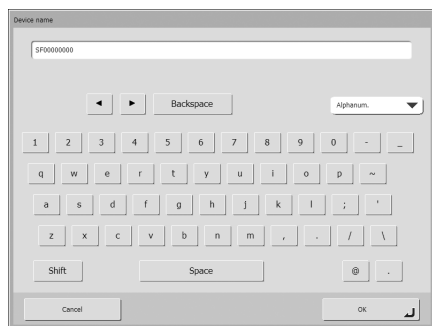 Device name
SF00000000
◄ ► Backspace Alphanum.
1 2 3 4 5 6 7 8 9 0 - _
q w e r t y u i o p ~
a s d f g h j k l ; '
z x c v b n m , . / \
Shift Space @ .
Cancel OK